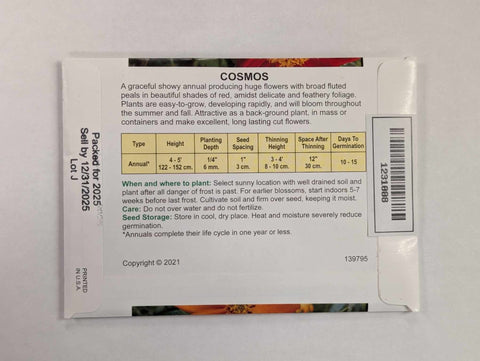 COSMOS
A graceful showy annual producing huge flowers with broad fluted
peals in beautiful shades of red, amidst delicate and feathery foliage.
Plants are easy-to-grow, developing rapidly, and will bloom throughout
the summer and fall. Attractive as a back-ground plant, in mass or
containers and make excellent, long lasting cut flowers.
Type Height Planting Depth Seed Spacing Thinning Height Space After Thinning Days To Germination
Annual* 4 - 5' 122 - 152 cm. 1/4" 6 mm. 1" 3 cm. 3 - 4' 8 - 10 cm. 12" 30 cm. 10 - 15
When and where to plant: Select sunny location with well drained soil and
plant after all danger of frost is past. For earlier blooms, start indoors 5-7
weeks before last frost. Cultivate soil and firm over seed, keeping it moist.
Care: Do not over water and do not fertilize.
Seed Storage: Store in cool, dry place. Heat and moisture severely reduce
germination.
*Annuals complete their life cycle in one year or less.
Copyright © 2021
139795
Packed for 2025
Sell by 12/31/2025
Lot J
PRINTED
IN U.S.A.
1231008